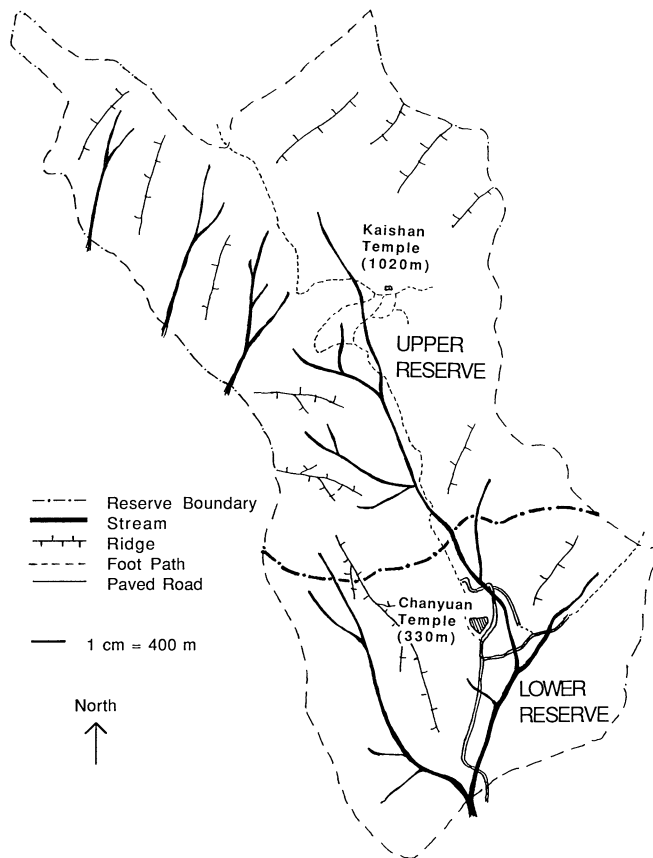 Kaishan
Temple
(1020m)
UPPER
RESERVE
Reserve Boundary
Stream
Ridge
Foot Path
Paved Road
1 cm = 400 m
North
Chanyuan
Temple
(330m)
LOWER
RESERVE